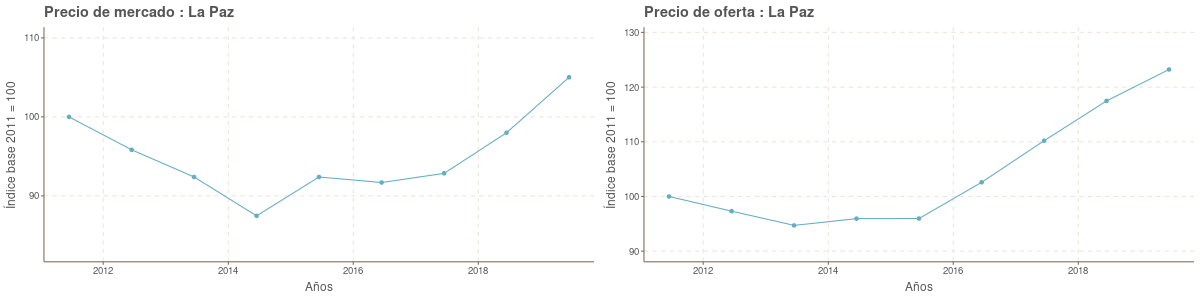 Precio de mercado : La Paz
110
100
90
Índice base 2011 = 100
2012 2014 2016 2018
Años
Precio de oferta : La Paz
130
120
110
100
90
Índice base 2011 = 100
2012 2014 2016 2018
Años